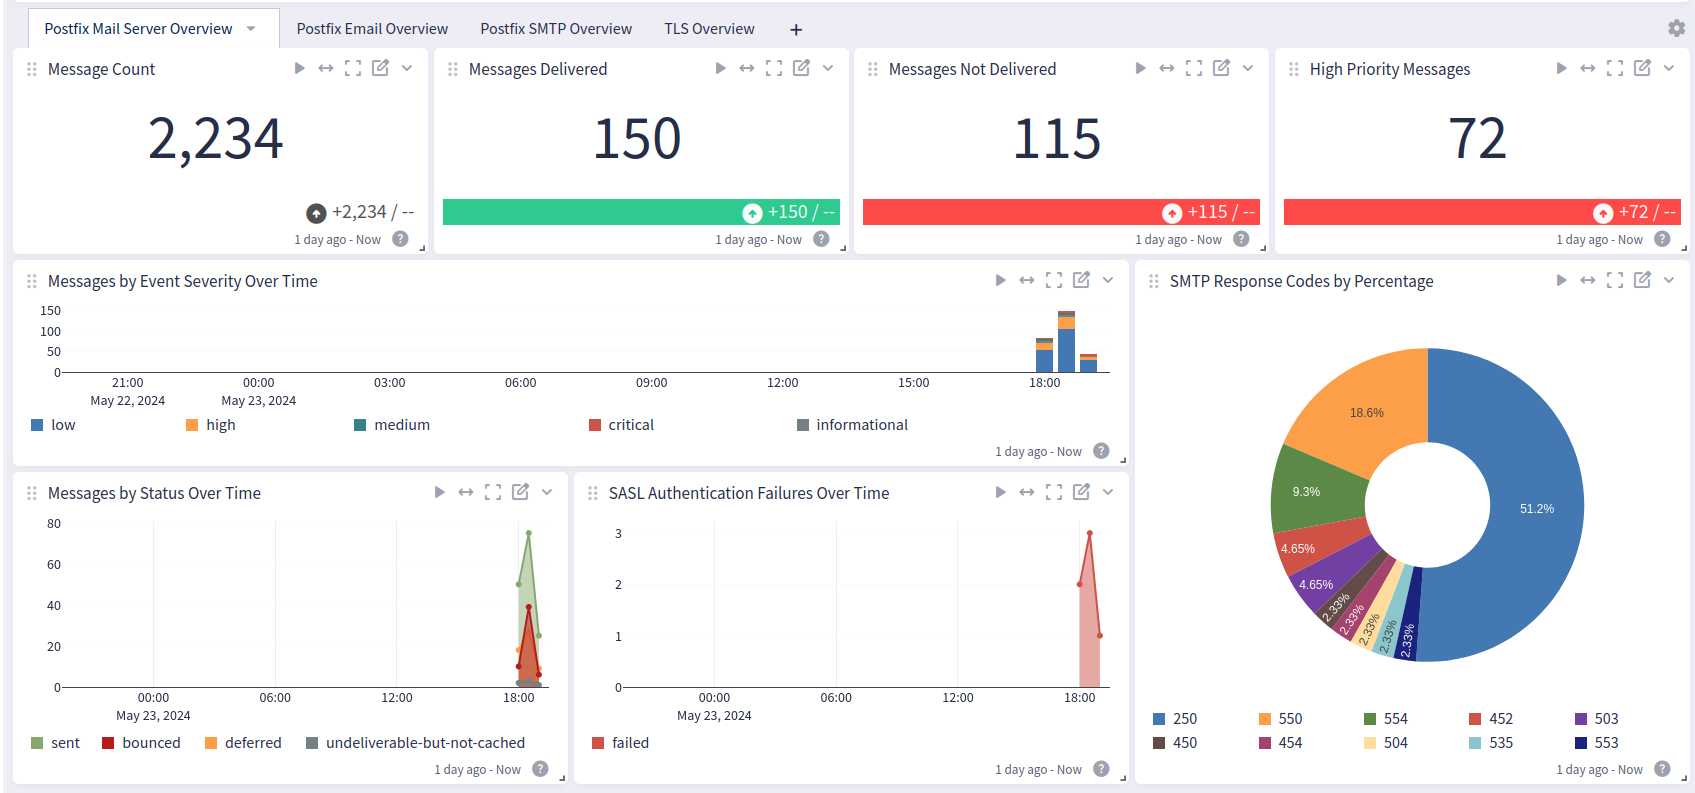 Postfix Mail Server Overview Postfix Email Overview Postfix SMTP Overview TLS Overview +
Message Count
2,234
+2,234 / --
1 day ago - Now ?
Messages Delivered
150
+150 / --
1 day ago - Now ?
Messages Not Delivered
115
+115 / --
1 day ago - Now ?
High Priority Messages
72
+72 / --
1 day ago - Now ?
Messages by Event Severity Over Time
150
100
50
0
21:00 00:00 03:00 06:00 09:00 12:00 15:00 18:00
May 22, 2024 May 23, 2024
low high medium critical informational
1 day ago - Now ?
SMTP Response Codes by Percentage
18.6%
9.3%
51.2%
4.65%
4.65%
2.33%
2.33%
2.33%
2.33%
2.33%
250 550 554 452 503
450 454 504 535 553
1 day ago - Now ?
Messages by Status Over Time
80
60
40
20
0
00:00 06:00 12:00 18:00
May 23, 2024
sent bounced deferred undeliverable-but-not-cached
1 day ago - Now ?
SASL Authentication Failures Over Time
3
2
1
0
00:00 06:00 12:00 18:00
May 23, 2024
failed
1 day ago - Now ?